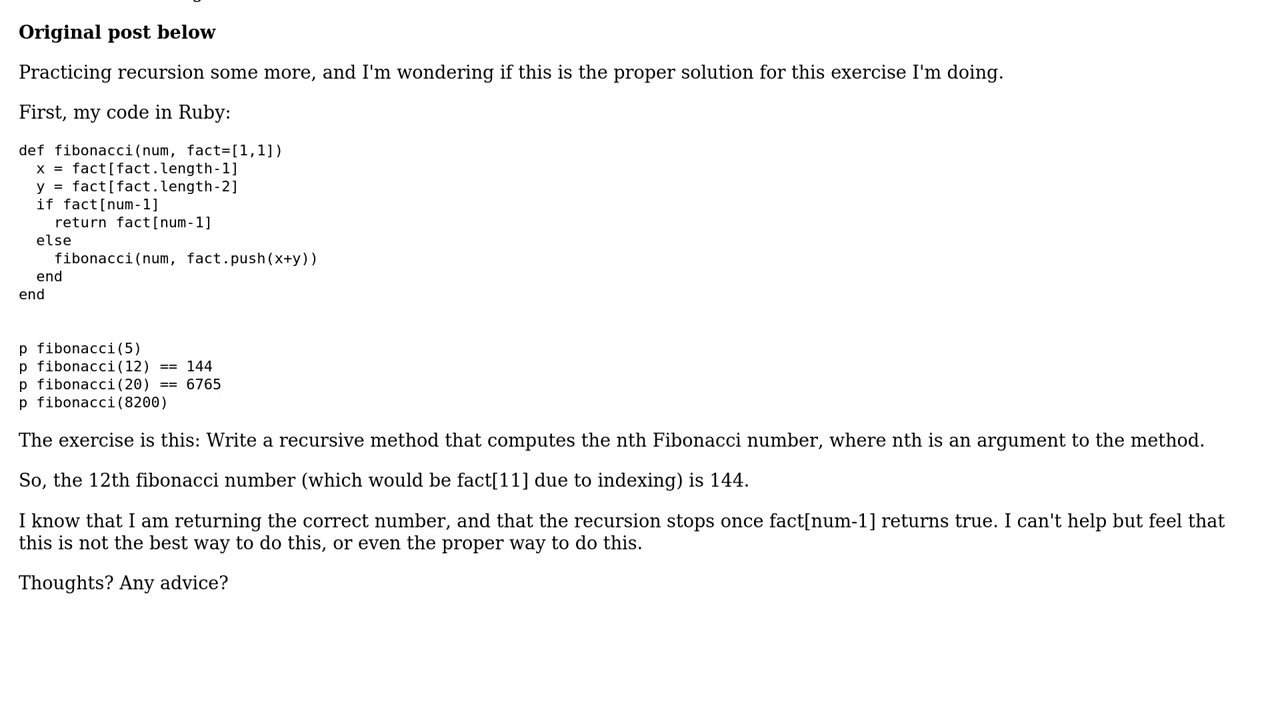 Original post below
Practicing recursion some more, and I'm wondering if this is the proper solution for this exercise I'm doing.
First, my code in Ruby:
def fibonacci(num, fact=[1,1])
  x = fact[fact.length-1]
  y = fact[fact.length-2]
  if fact[num-1]
    return fact[num-1]
  else
    fibonacci(num, fact.push(x+y))
  end
end
p fibonacci(5)
p fibonacci(12) == 144
p fibonacci(20) == 6765
p fibonacci(8200)
The exercise is this: Write a recursive method that computes the nth Fibonacci number, where nth is an argument to the method.
So, the 12th fibonacci number (which would be fact[11] due to indexing) is 144.
I know that I am returning the correct number, and that the recursion stops once fact[num-1] returns true. I can't help but feel that
this is not the best way to do this, or even the proper way to do this.
Thoughts? Any advice?